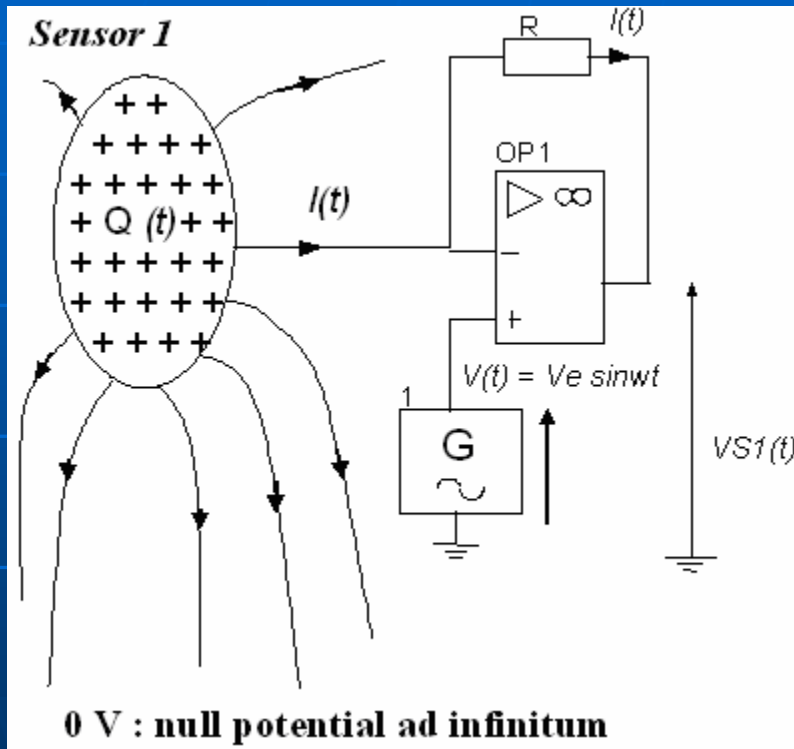 Sensor 1
R
I(t)
+ +
+ + + +
+ + + + +
OP1
▷ ∞
+ Q (t) + +
I(t)
+ + + + +
−
+ + + + +
+
+ + + +
V(t) = Ve sinwt
1
G
VS1(t)
0 V : null potential ad infinitum